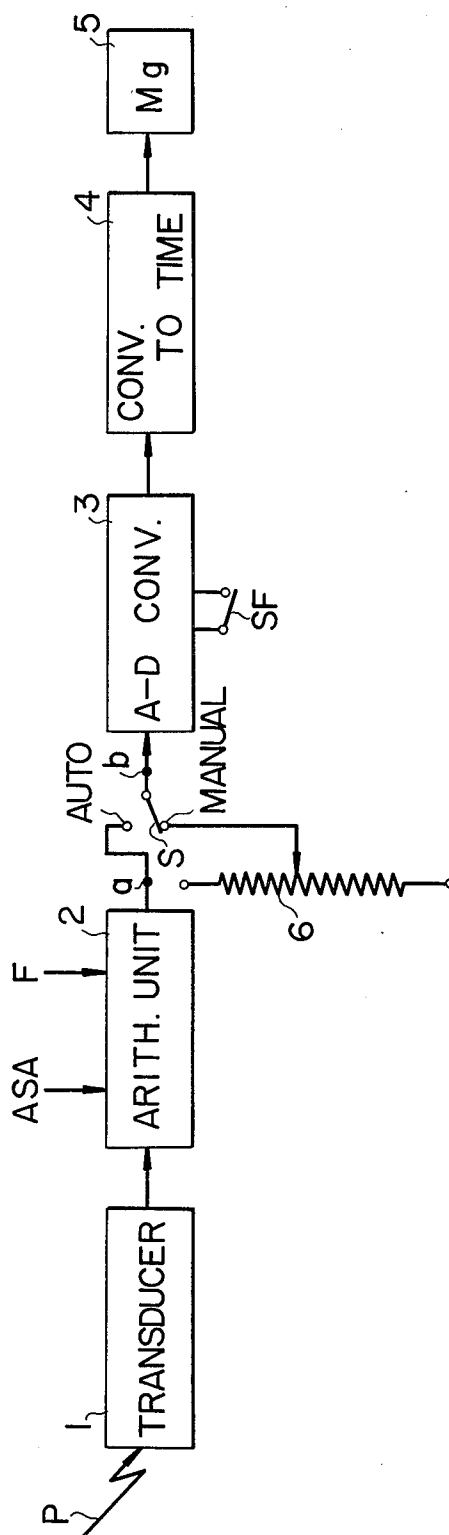 P
1
TRANSDUCER
ASA
F
2
ARITH. UNIT
a
AUTO
S
b
MANUAL
6
3
A-D CONV.
SF
4
CONV.
TO TIME
5
Mg